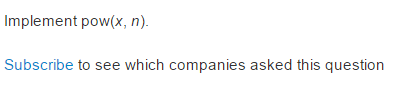 Implement pow(x, n).
Subscribe to see which companies asked this question